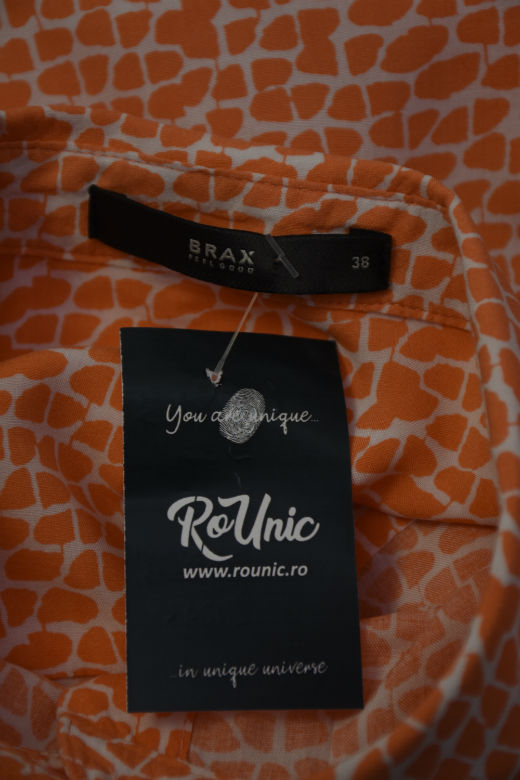 BRAX
FEEL GOOD
38
You are unique...
RoUnic
www.rounic.ro
...in unique universe